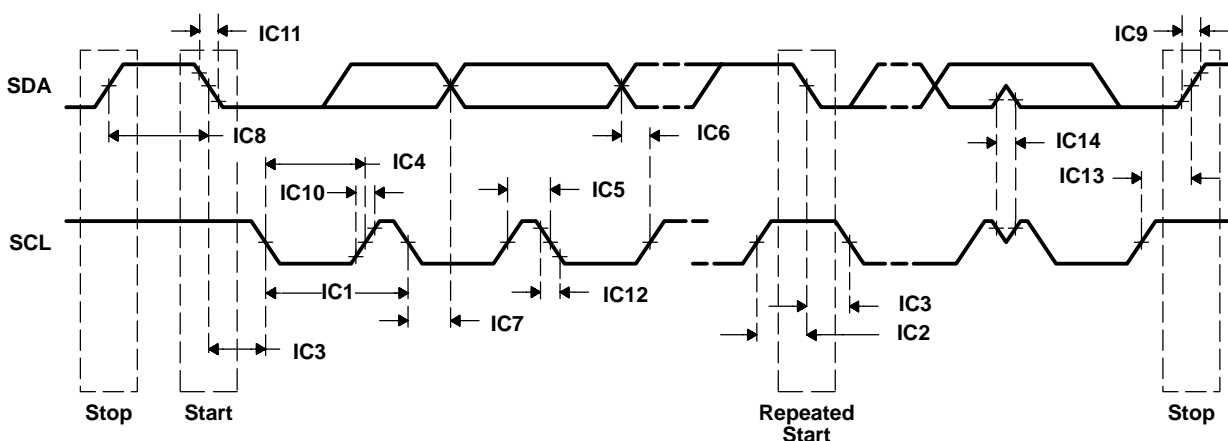 IC11
IC9
SDA
IC8
IC6
IC14
IC4
IC10
IC5
IC13
SCL
IC1
IC12
IC3
IC7
IC2
IC3
Stop
Start
Repeated
Start
Stop